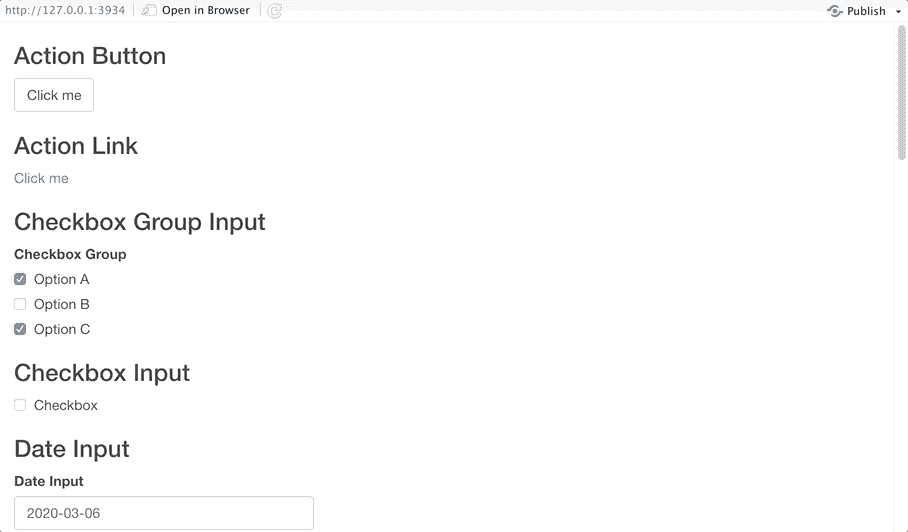 http://127.0.0.1:3934 Open in Browser Publish
Action Button
Click me
Action Link
Click me
Checkbox Group Input
Checkbox Group
Option A
Option B
Option C
Checkbox Input
Checkbox
Date Input
Date Input
2020-03-06